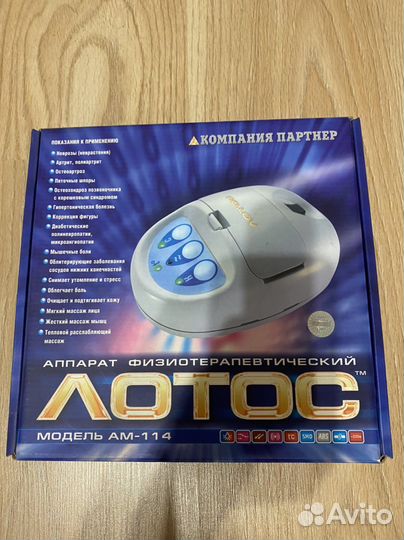 КОМПАНИЯ ПАРТНЕР
ПОКАЗАНИЯ К ПРИМЕНЕНИЮ
Неврозы (неврастения)
Артрит, полиартрит
Остеоартроз
Пяточные шпоры
Остеохондроз позвоночника
с корешковым синдромом
Гипертоническая болезнь
Коррекция фигуры
Диабетические
полинейропатии,
микроангиопатии
Мышечные боли
Облитерирующие заболевания
сосудов нижних конечностей
Снимает утомление и стресс
Облегчает боль
Очищает и подтягивает кожу
Мягкий массаж лица
Жесткий массаж мышц
Тепловой расслабляющий
массаж
АППАРАТ ФИЗИОТЕРАПЕВТИЧЕСКИЙ
ЛОТОС™
МОДЕЛЬ АМ-114
Avito